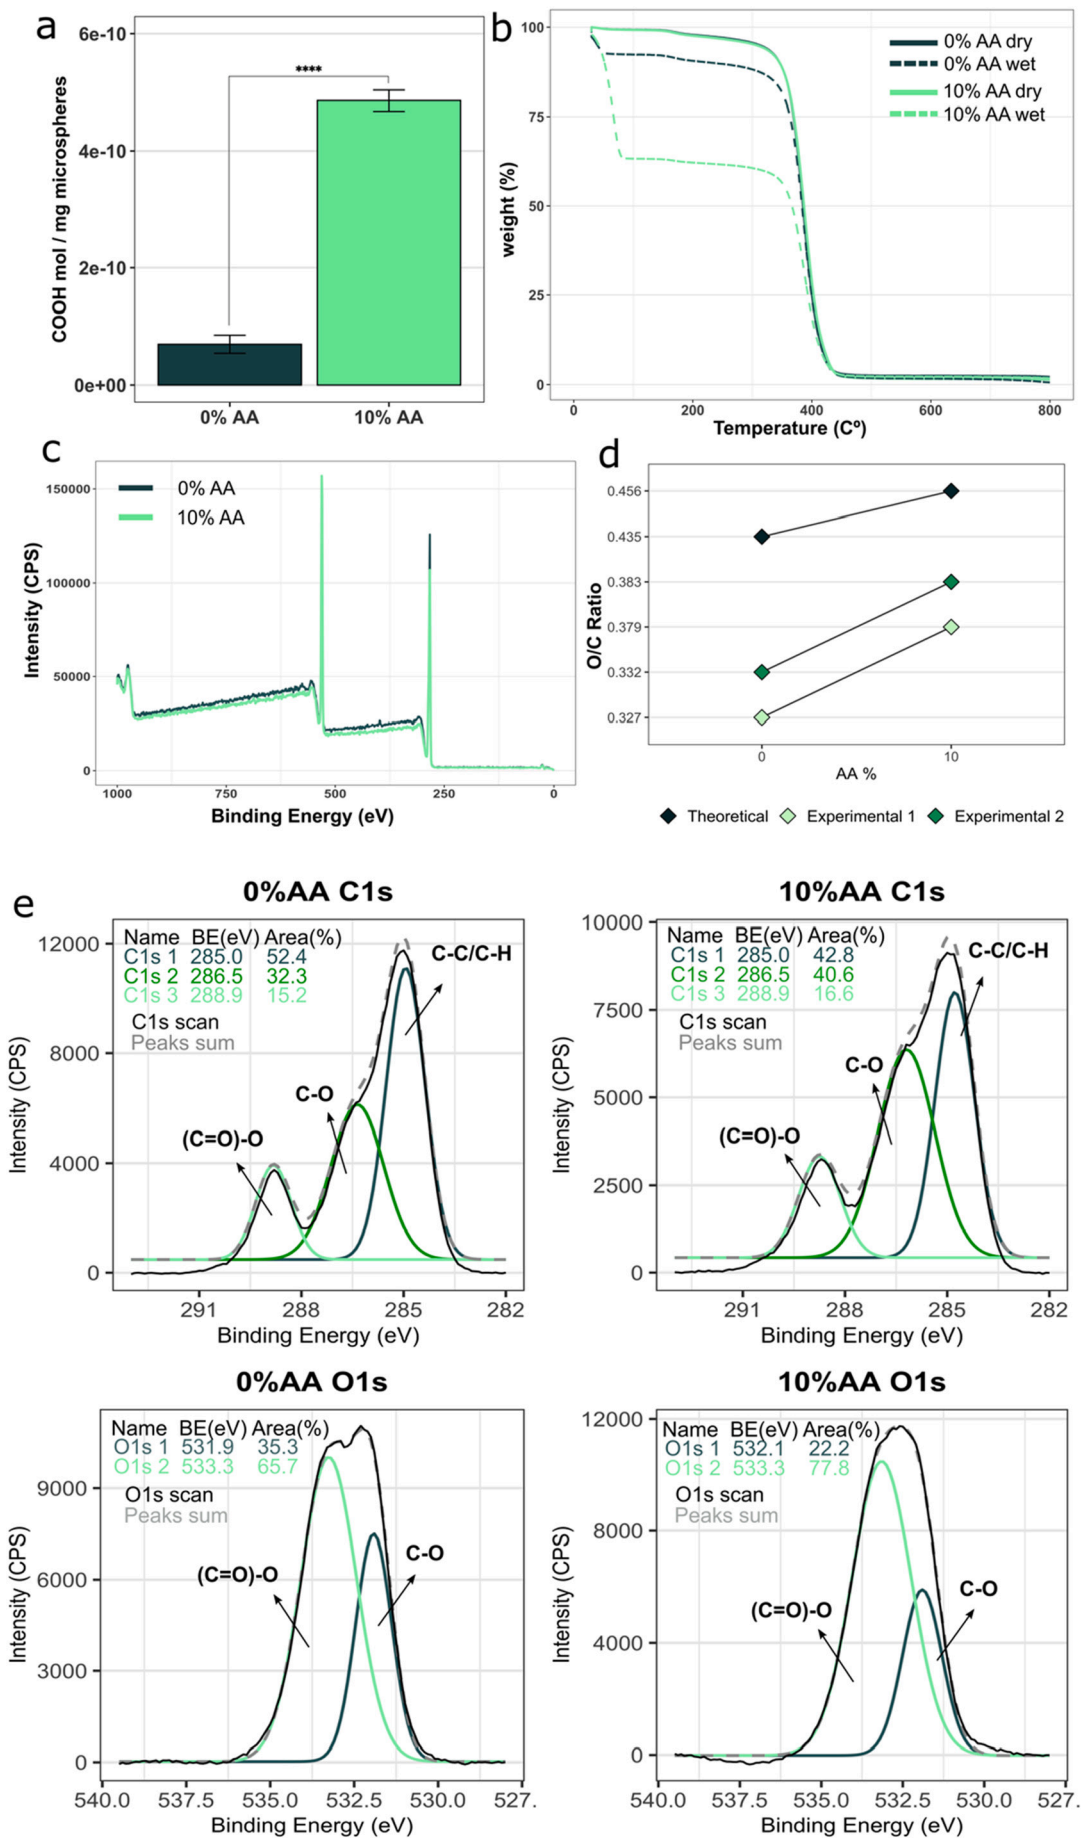 a
6e-10
4e-10
2e-10
0e+00
COOH mol / mg microspheres
****
0% AA
10% AA
b
100
75
50
25
0
weight (%)
0% AA dry
0% AA wet
10% AA dry
10% AA wet
0 200 400 600 800
Temperature (Cº)
c
150000
100000
50000
0
Intensity (CPS)
0% AA
10% AA
1000 750 500 250 0
Binding Energy (eV)
d
0.456
0.435
0.383
0.379
0.332
0.327
O/C Ratio
0 10
AA %
Theoretical Experimental 1 Experimental 2
e
0%AA C1s
12000
8000
4000
0
Intensity (CPS)
Name BE(eV) Area(%)
C1s 1 285.0 52.4
C1s 2 286.5 32.3
C1s 3 288.9 15.2
C1s scan
Peaks sum
C-C/C-H
C-O
(C=O)-O
291 288 285 282
Binding Energy (eV)
10%AA C1s
10000
7500
5000
2500
0
Intensity (CPS)
Name BE(eV) Area(%)
C1s 1 285.0 42.8
C1s 2 286.5 40.6
C1s 3 288.9 16.6
C1s scan
Peaks sum
C-C/C-H
C-O
(C=O)-O
291 288 285 282
Binding Energy (eV)
0%AA O1s
9000
6000
3000
0
Intensity (CPS)
Name BE(eV) Area(%)
O1s 1 531.9 35.3
O1s 2 533.3 65.7
O1s scan
Peaks sum
(C=O)-O
C-O
540.0 537.5 535.0 532.5 530.0 527.
Binding Energy (eV)
10%AA O1s
12000
8000
4000
0
Intensity (CPS)
Name BE(eV) Area(%)
O1s 1 532.1 22.2
O1s 2 533.3 77.8
O1s scan
Peaks sum
(C=O)-O
C-O
540.0 537.5 535.0 532.5 530.0 527.
Binding Energy (eV)